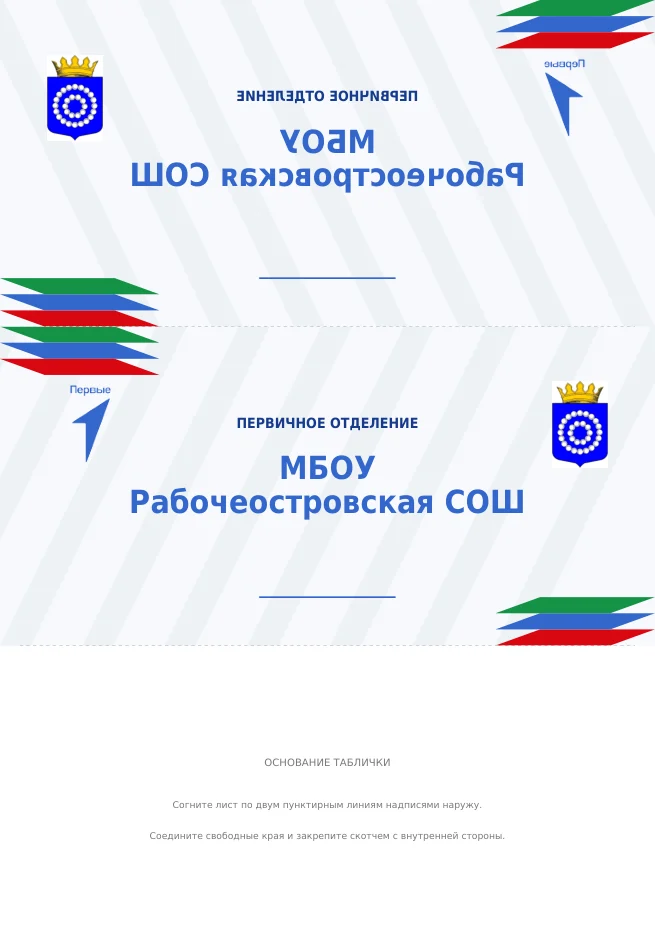 Первые
ПЕРВИЧНОЕ ОТДЕЛЕНИЕ
МБОУ
Рабочеостровская СОШ
Первые
ПЕРВИЧНОЕ ОТДЕЛЕНИЕ
МБОУ
Рабочеостровская СОШ
ОСНОВАНИЕ ТАБЛИЧКИ
Согните лист по двум пунктирным линиям надписями наружу.
Соедините свободные края и закрепите скотчем с внутренней стороны.